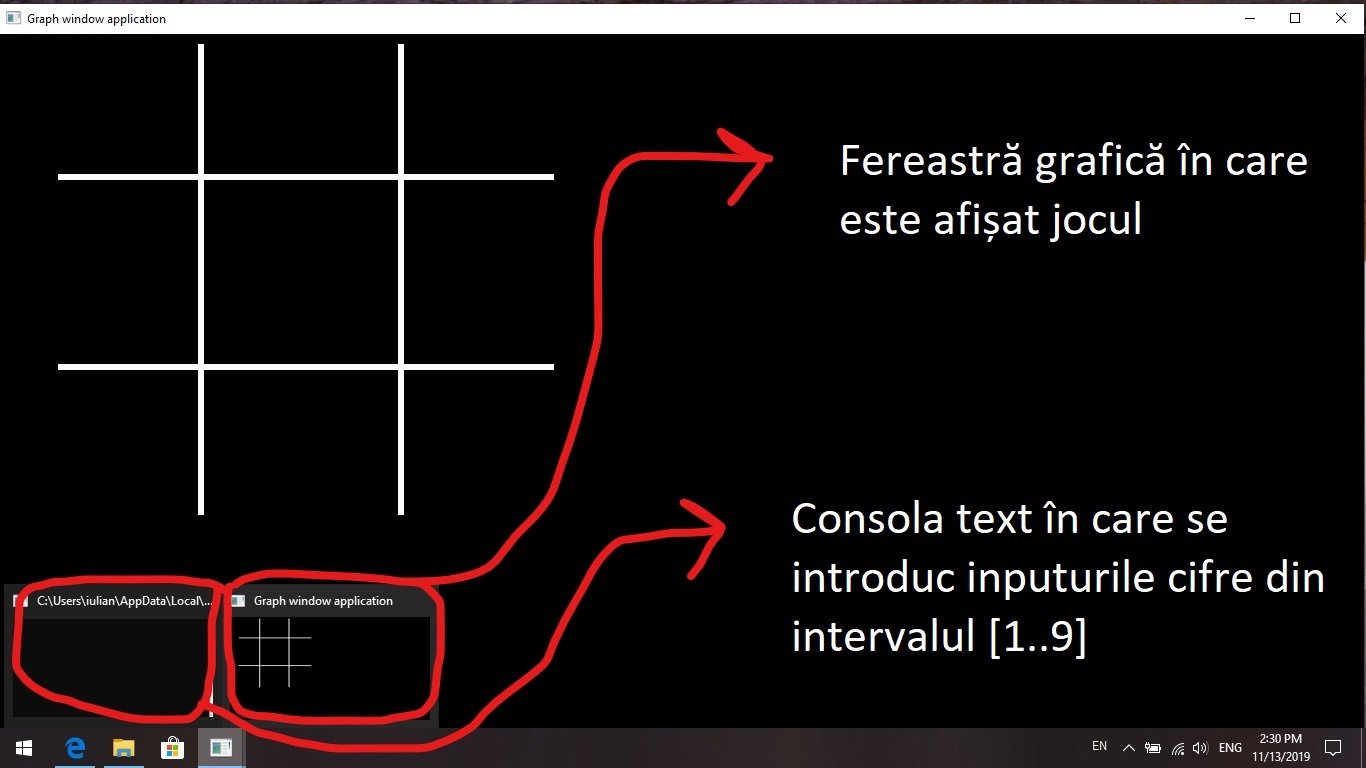 Graph window application
Fereastră grafică în care
este afișat jocul
Consola text în care se
introduc inputurile cifre din
intervalul [1..9]
C:\Users\iulian\AppData\Local\...
Graph window application
EN
ENG
2:30 PM
11/13/2019